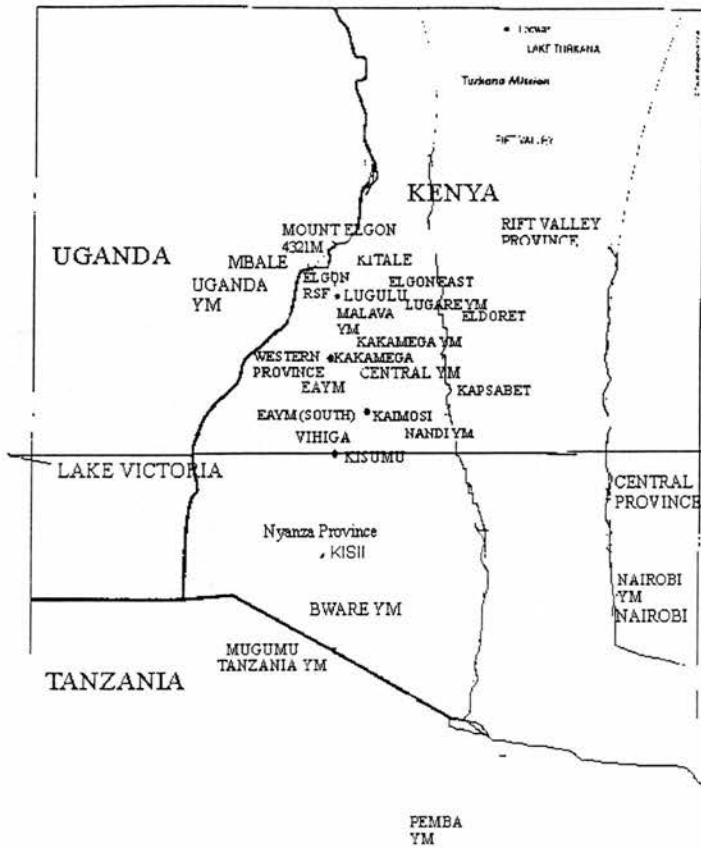 LAKE TURKANA
Turkana Mission
RIFT VALLEY
KENYA
RIFT VALLEY
PROVINCE
MOUNT ELGON
4321M
UGANDA
MBALE
KITALE
UGANDA
YM
ELGON
RSF
ELGON EAST
LUGULU
LUGARE YM
MALAVA
YM
ELDORET
KAKAMEGA YM
WESTERN
PROVINCE
KAKAMEGA
CENTRAL YM
EAYM
KAPSABET
EAYM (SOUTH)
KAIMOSI
VIHIGA
NANDI YM
KISUMU
LAKE VICTORIA
CENTRAL
PROVINCE
Nyanza Province
KISII
NAIROBI
YM
NAIROBI
BWARE YM
MUGUMU
TANZANIA YM
TANZANIA
PEMBA
YM